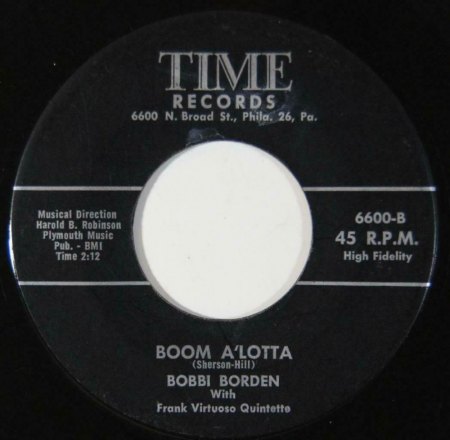 TIME
RECORDS
6600 N. Broad St., Phila. 26, Pa.
Musical Direction
Harold B. Robinson
Plymouth Music
Pub. - BMI
Time 2:12
6600-B
45 R.P.M.
High Fidelity
BOOM A'LOTTA
(Sherson-Hill)
BOBBI BORDEN
With
Frank Virtuoso Quintette